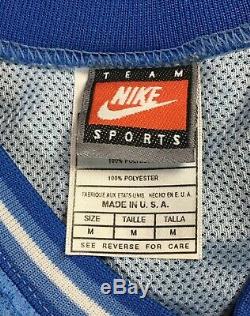 TEAM
NIKE
SPORTS
100% POLYESTER
100% POLYESTER
FABRIQUE AUX ETATS-UNIS HECHO EN E.U.A.
MADE IN U.S.A.
SIZE TAILLE TALLA
M M M
SEE REVERSE FOR CARE